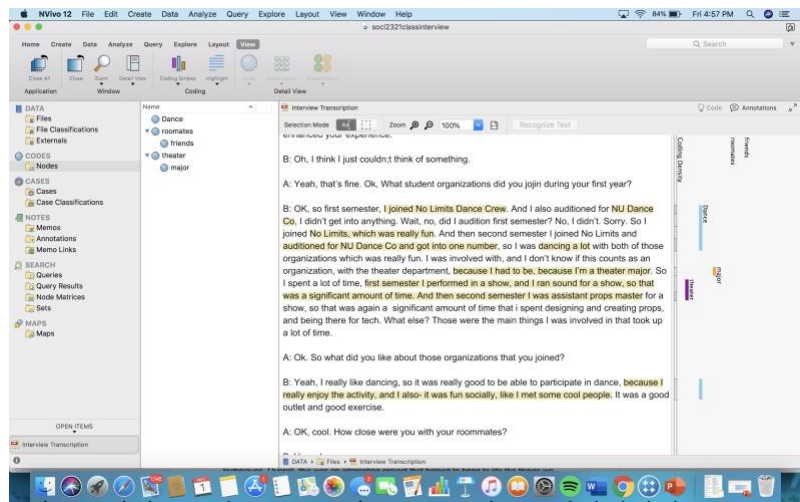 NVivo 12 File Edit Create Data Analyze Query Explore Layout View Window Help 84% Fri 4:57 PM
socl2321classinterview
Home Create Data Analyze Query Explore Layout View Search
Close All Close Zoom Detail View Coding Stripes Highlight
Application Window Coding Detail View
DATA
Files
File Classifications
Externals
CODES
Nodes
CASES
Cases
Case Classifications
NOTES
Memos
Annotations
Memo Links
SEARCH
Queries
Query Results
Node Matrices
Sets
MAPS
Maps
OPEN ITEMS
Interview Transcription
Name
Dance
roommates
friends
theater
major
Interview Transcription Code Annotations
Selection Mode Zoom 100% Recognize Text
enhanced your experience.
B: Oh, I think I just couldn;t think of something.
A: Yeah, that's fine. Ok, What student organizations did you jojin during your first year?
B: OK, so first semester, I joined No Limits Dance Crew. And I also auditioned for NU Dance
Co, I didn't get into anything. Wait, no, did I audition first semester? No, I didn't. Sorry. So I
joined No Limits, which was really fun. And then second semester I joined No Limits and
auditioned for NU Dance Co and got into one number, so I was dancing a lot with both of those
organizations which was really fun. I was involved with, and I don't know if this counts as an
organization, with the theater department, because I had to be, because I'm a theater major. So
I spent a lot of time, first semester I performed in a show, and I ran sound for a show, so that
was a significant amount of time. And then second semester I was assistant props master for a
show, so that was again a significant amount of time that i spent designing and creating props,
and being there for tech. What else? Those were the main things I was involved in that took up
a lot of time.
A: Ok. So what did you like about those organizations that you joined?
B: Yeah, I really like dancing, so it was really good to be able to participate in dance, because I
really enjoy the activity, and I also- it was fun socially, like I met some cool people. It was a good
outlet and good exercise.
A: OK, cool. How close were you with your roommates?
DATA Files Interview Transcription
Coding Density
roommates
friends
Dance
major
theater